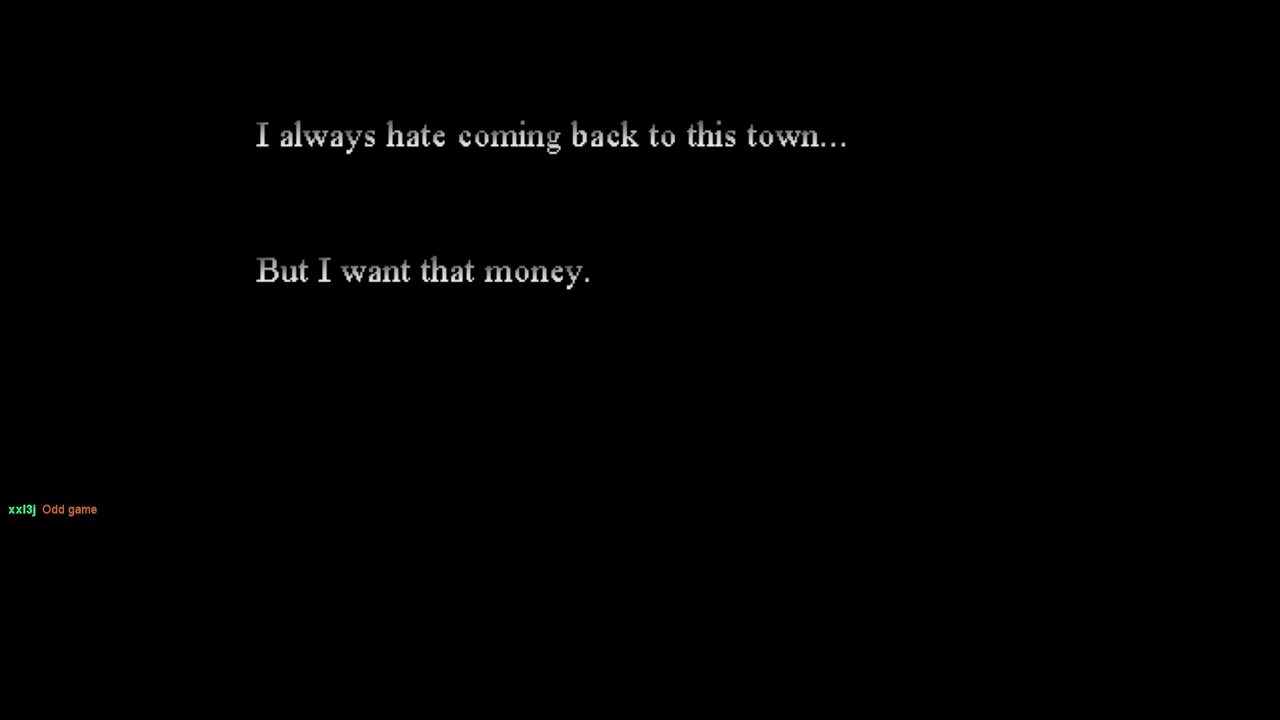 I always hate coming back to this town...
But I want that money.
xxl3j Odd game